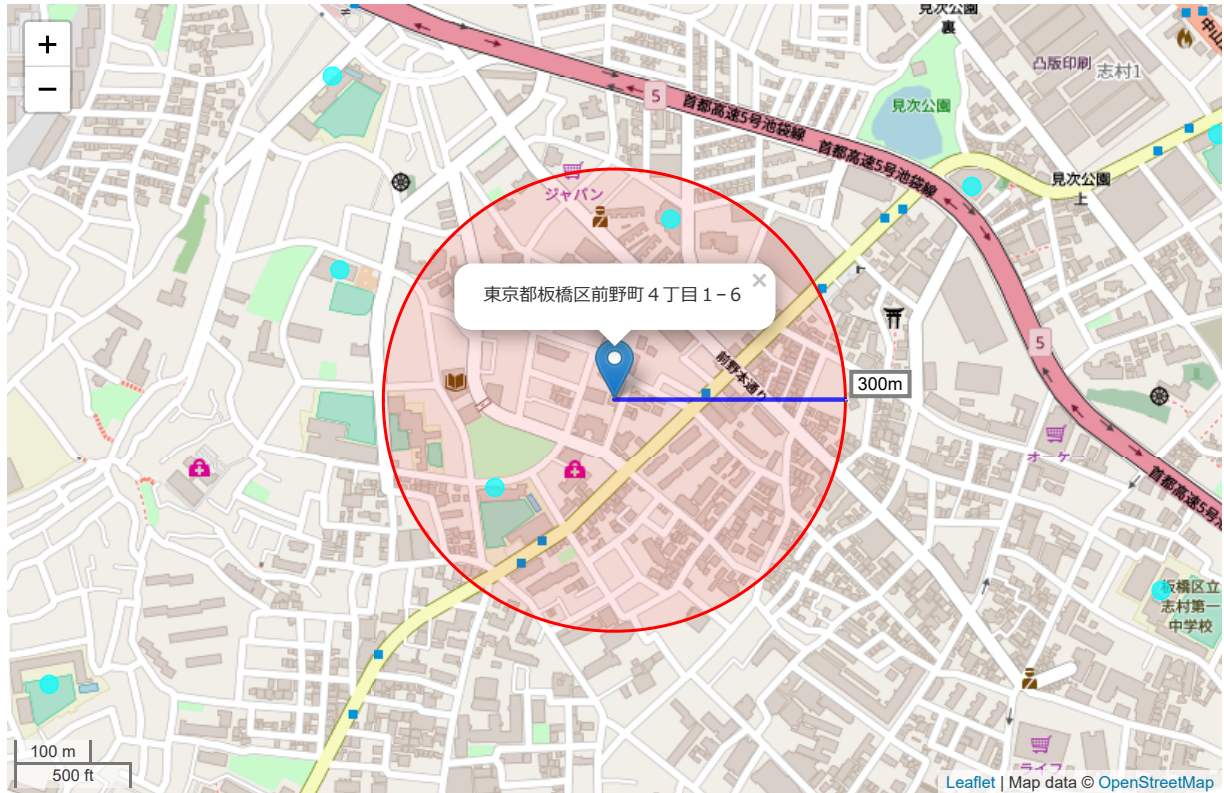 +
−
見次公園
裏
中山
凸版印刷
志村1
見次公園
5
首都高速5号池袋線
首都高速5号池袋線
見次公園
上
ジャパン
×
東京都板橋区前野町４丁目１−６
前野本通り
300m
5
オーケー
首都高速5号池
板橋区立
志村第一
中学校
ライフ
100 m
500 ft
Leaflet | Map data © OpenStreetMap